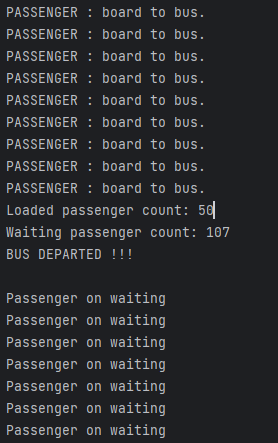 PASSENGER : board to bus.
PASSENGER : board to bus.
PASSENGER : board to bus.
PASSENGER : board to bus.
PASSENGER : board to bus.
PASSENGER : board to bus.
PASSENGER : board to bus.
PASSENGER : board to bus.
PASSENGER : board to bus.
Loaded passenger count: 50
Waiting passenger count: 107
BUS DEPARTED !!!
Passenger on waiting
Passenger on waiting
Passenger on waiting
Passenger on waiting
Passenger on waiting
Passenger on waiting
Passenger on waiting